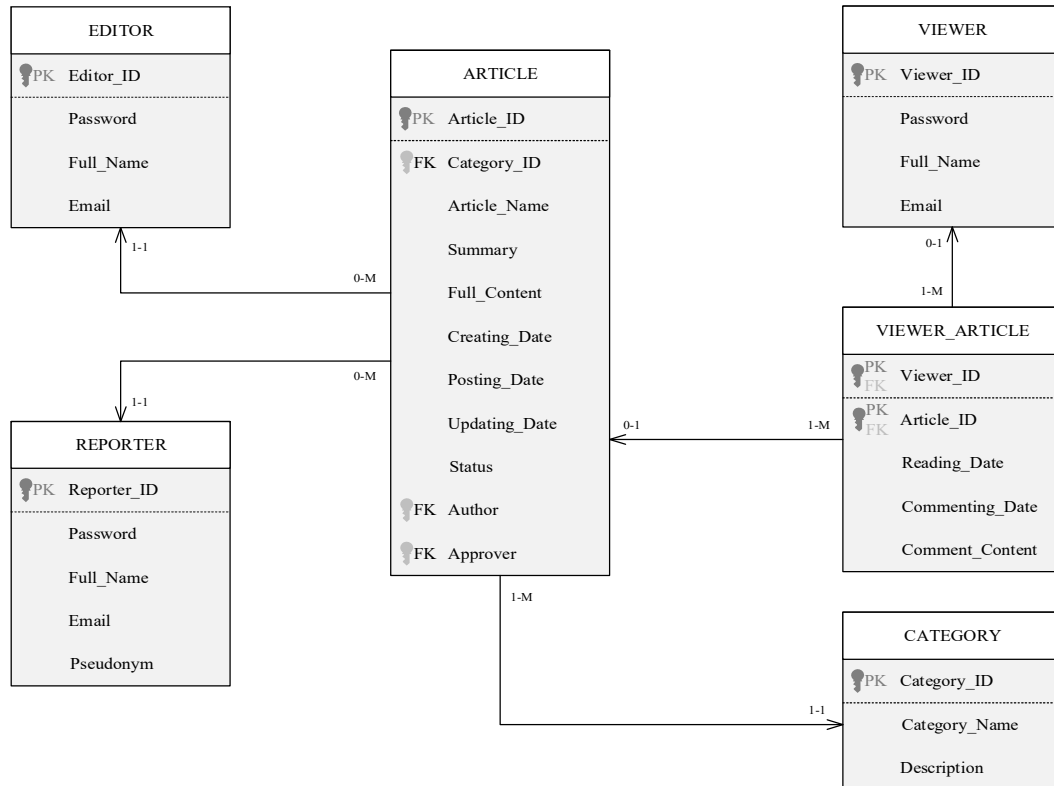 EDITOR
PK Editor_ID
Password
Full_Name
Email
1-1
0-M
REPORTER
PK Reporter_ID
Password
Full_Name
Email
Pseudonym
1-1
0-M
ARTICLE
PK Article_ID
FK Category_ID
Article_Name
Summary
Full_Content
Creating_Date
Posting_Date
Updating_Date
Status
FK Author
FK Approver
1-M
1-1
0-1
1-M
VIEWER
PK Viewer_ID
Password
Full_Name
Email
0-1
1-M
VIEWER_ARTICLE
PK
FK Viewer_ID
PK
FK Article_ID
Reading_Date
Commenting_Date
Comment_Content
CATEGORY
PK Category_ID
Category_Name
Description